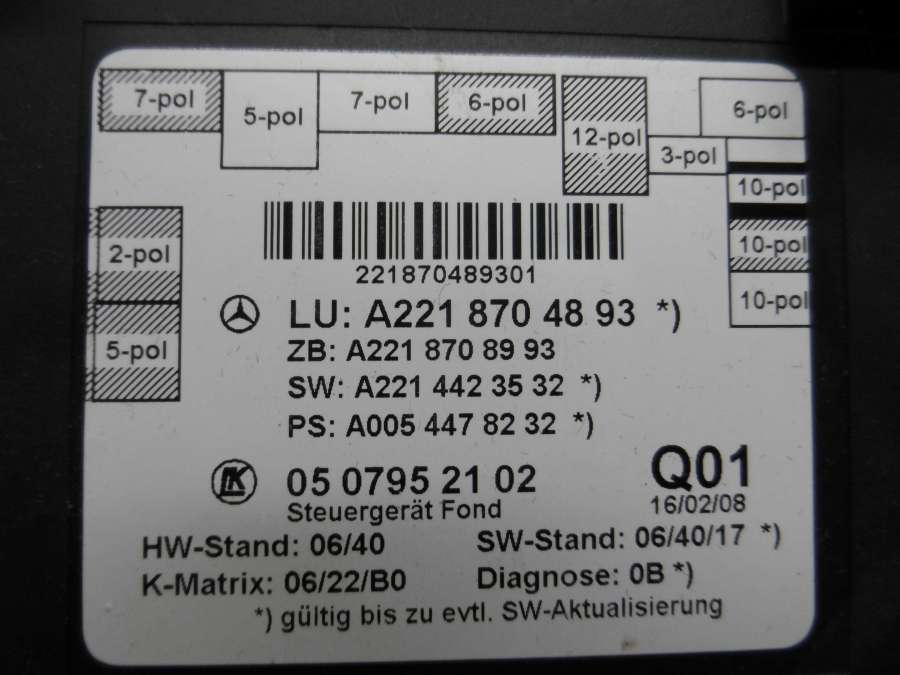 7-pol
5-pol
7-pol
6-pol
12-pol
3-pol
6-pol
10-pol
10-pol
10-pol
2-pol
5-pol
221870489301
LU: A221 870 48 93 *)
ZB: A221 870 89 93
SW: A221 442 35 32 *)
PS: A005 447 82 32 *)
LK 05 0795 21 02
Q01
Steuergerät Fond
16/02/08
HW-Stand: 06/40 SW-Stand: 06/40/17 *)
K-Matrix: 06/22/B0 Diagnose: 0B *)
*) gültig bis zu evtl. SW-Aktualisierung